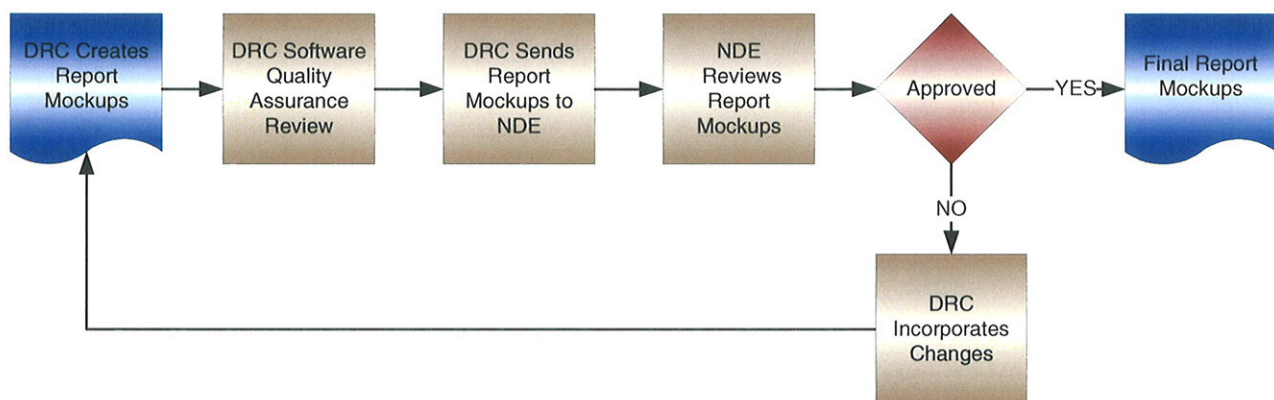 DRC Creates
Report
Mockups
DRC Software
Quality
Assurance
Review
DRC Sends
Report
Mockups to
NDE
NDE
Reviews
Report
Mockups
Approved
YES
Final Report
Mockups
NO
DRC
Incorporates
Changes